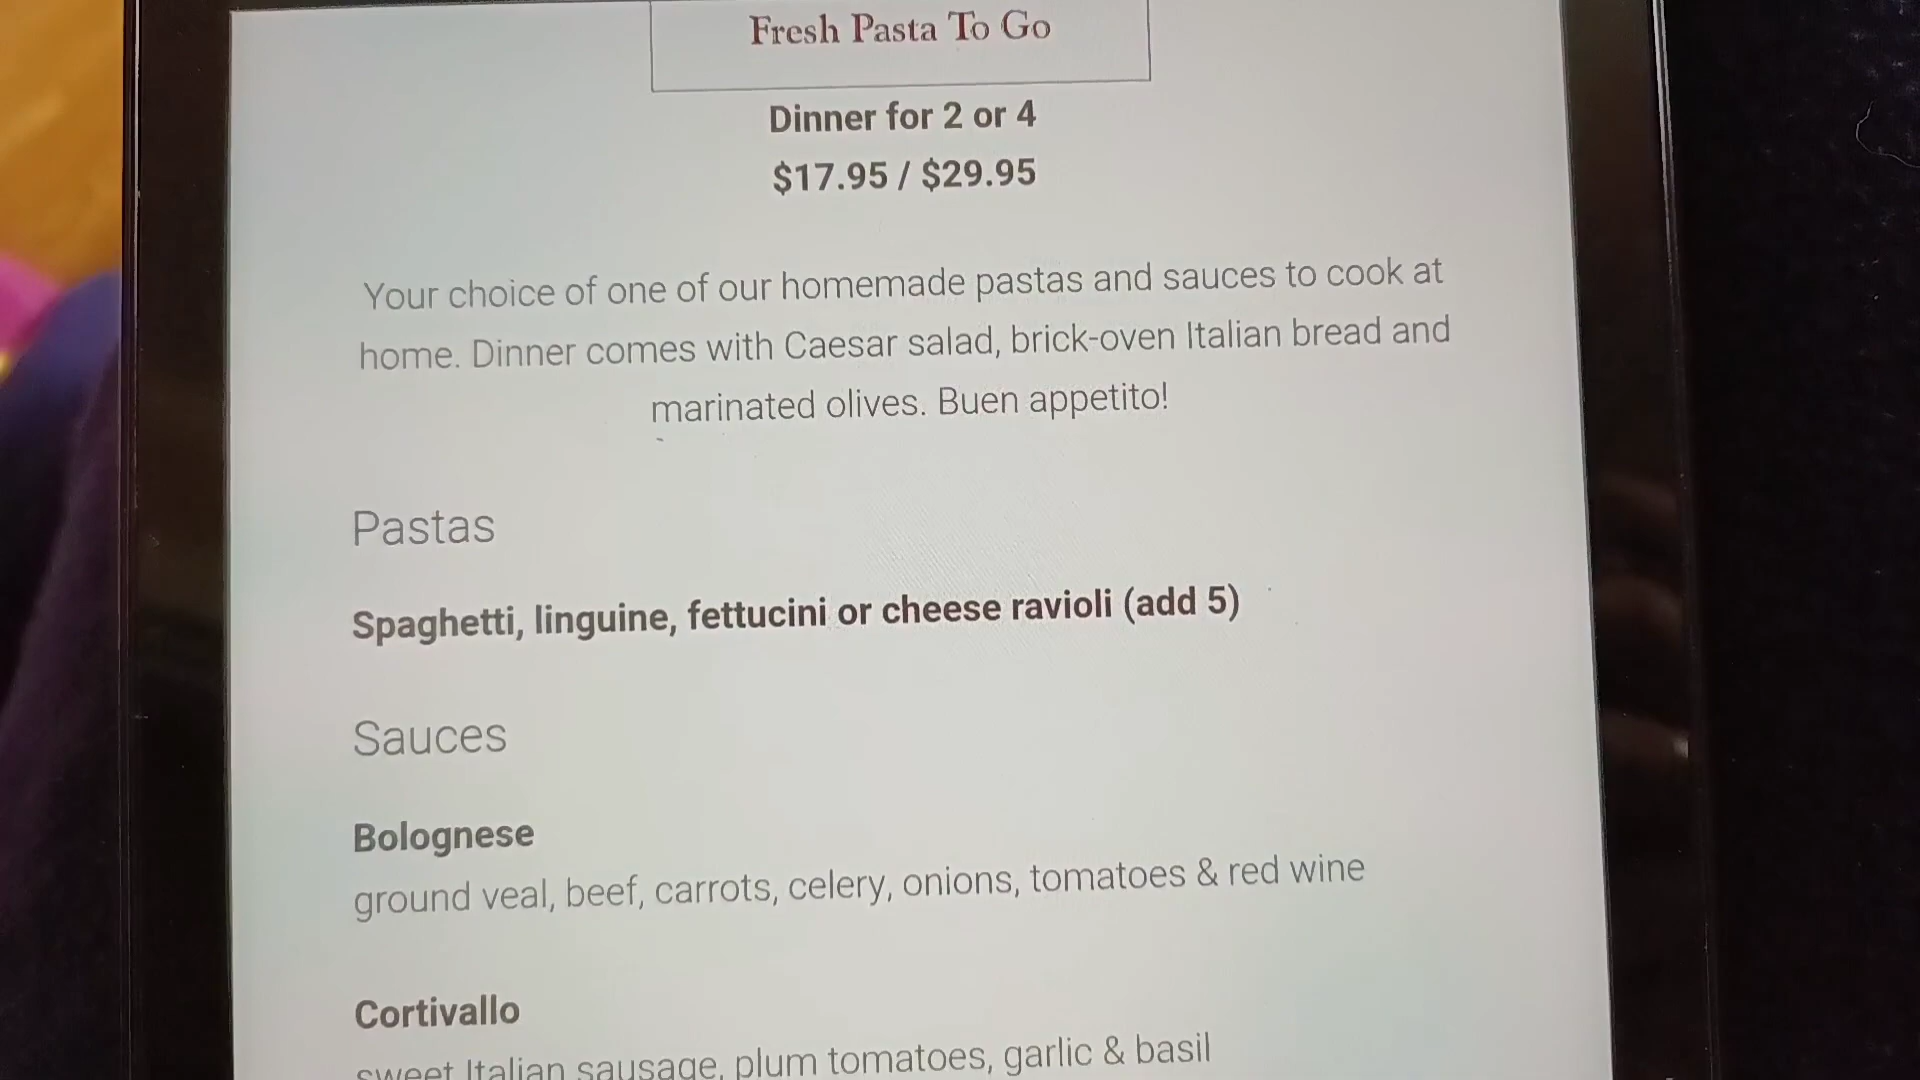 Fresh Pasta To Go
Dinner for 2 or 4
$17.95 / $29.95
Your choice of one of our homemade pastas and sauces to cook at
home. Dinner comes with Caesar salad, brick-oven Italian bread and
marinated olives. Buen appetito!
Pastas
Spaghetti, linguine, fettucini or cheese ravioli (add 5)
Sauces
Bolognese
ground veal, beef, carrots, celery, onions, tomatoes & red wine
Cortivallo
sweet Italian sausage, plum tomatoes, garlic & basil